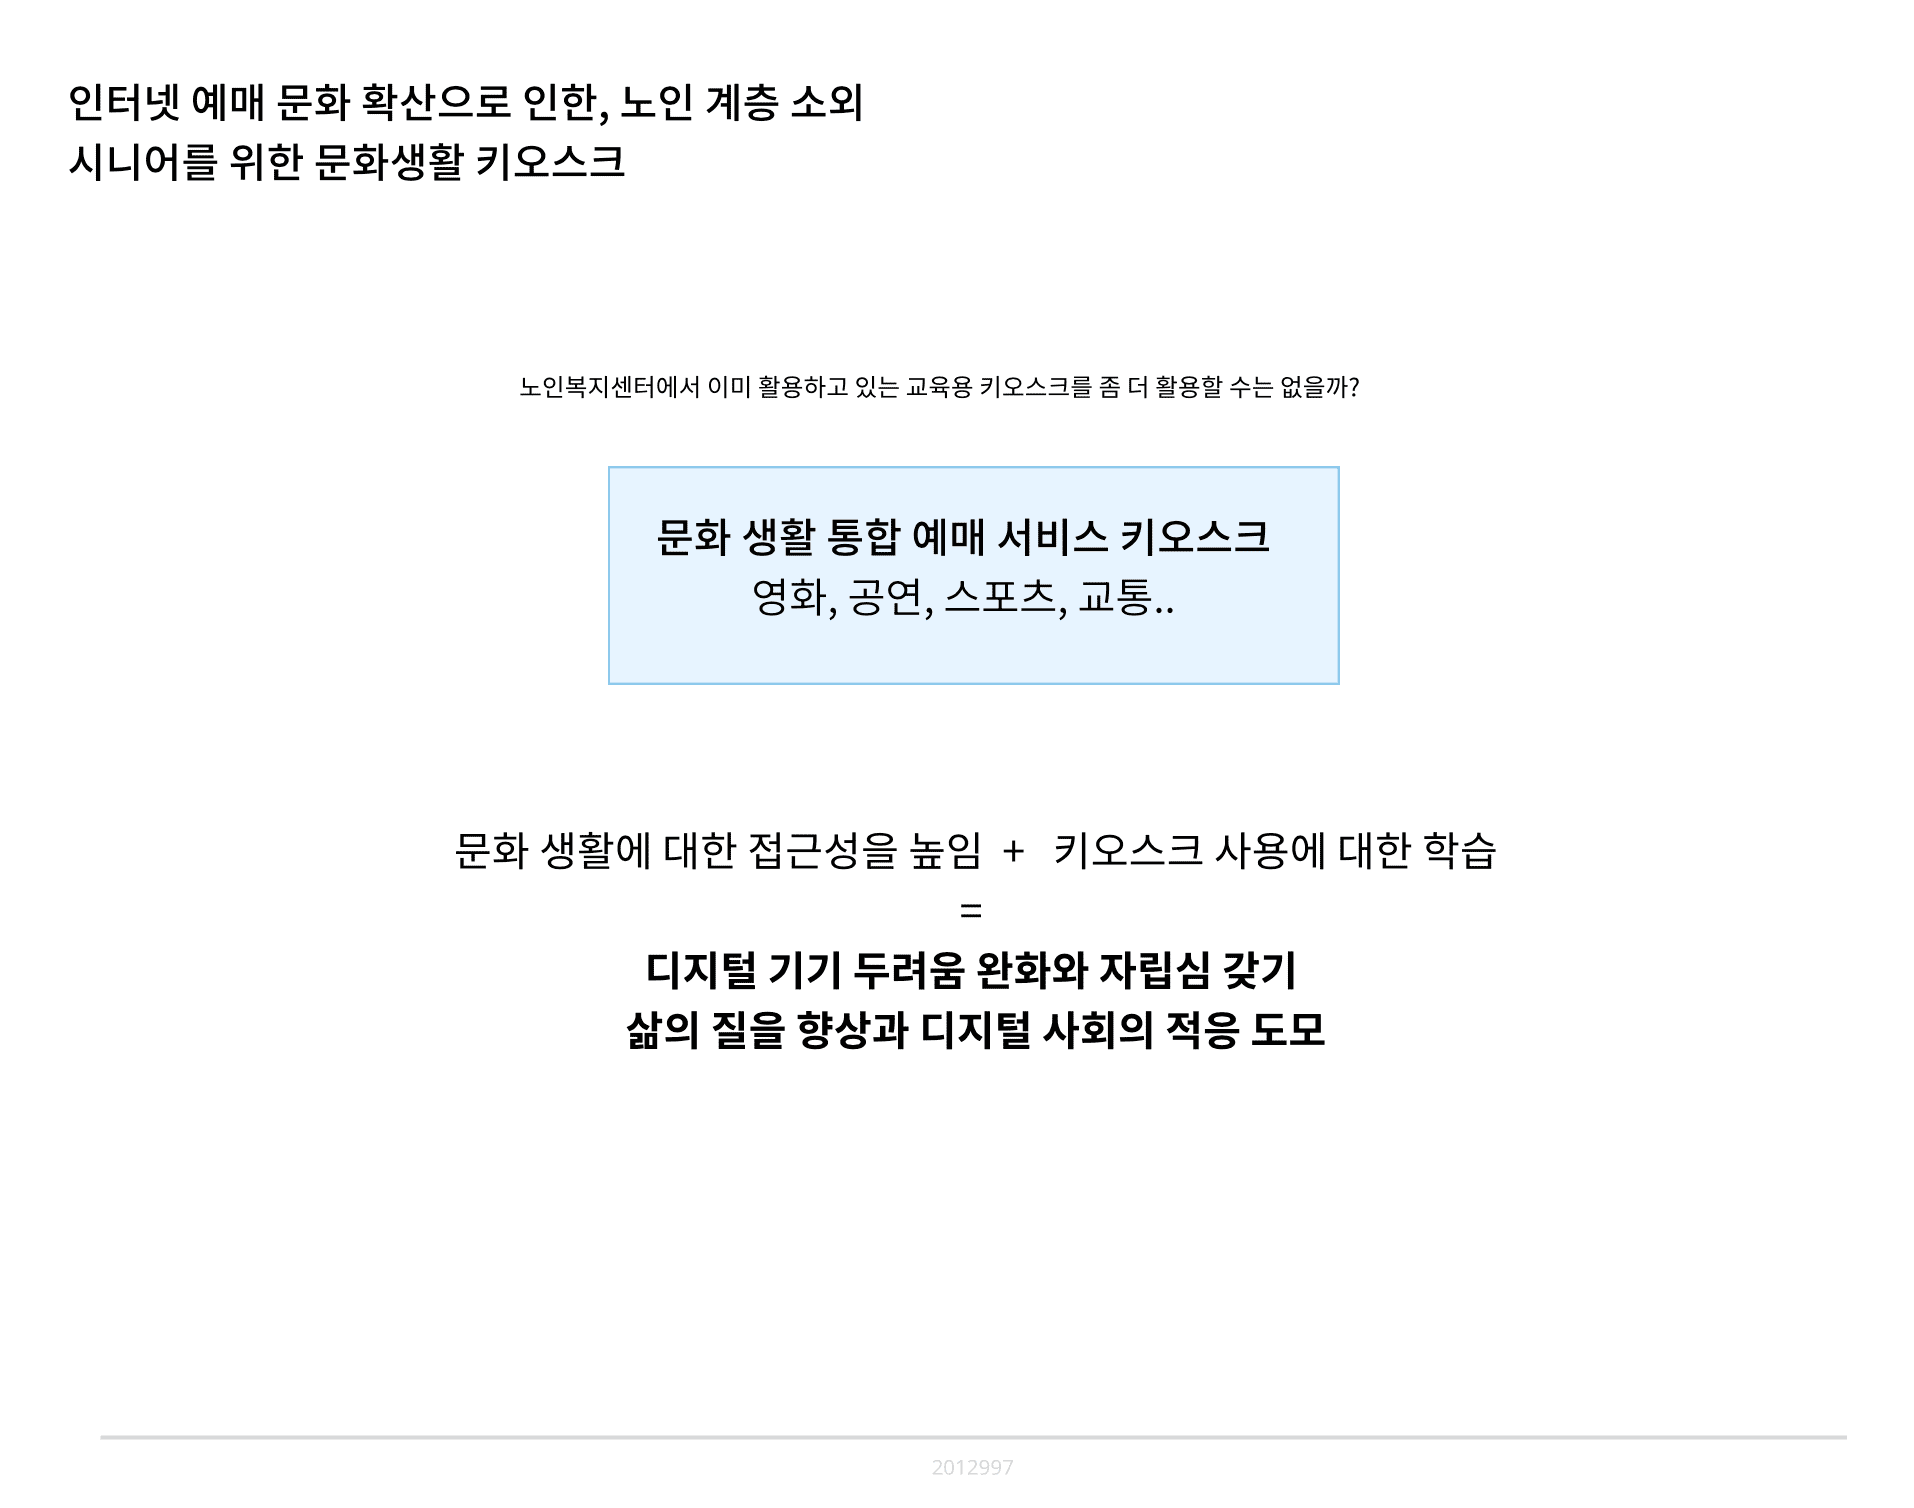 인터넷 예매 문화 확산으로 인한, 노인 계층 소외
시니어를 위한 문화생활 키오스크
노인복지센터에서 이미 활용하고 있는 교육용 키오스크를 좀 더 활용할 수는 없을까?
문화 생활 통합 예매 서비스 키오스크
영화, 공연, 스포츠, 교통..
문화 생활에 대한 접근성을 높임 + 키오스크 사용에 대한 학습
=
디지털 기기 두려움 완화와 자립심 갖기
삶의 질을 향상과 디지털 사회의 적응 도모
2012997